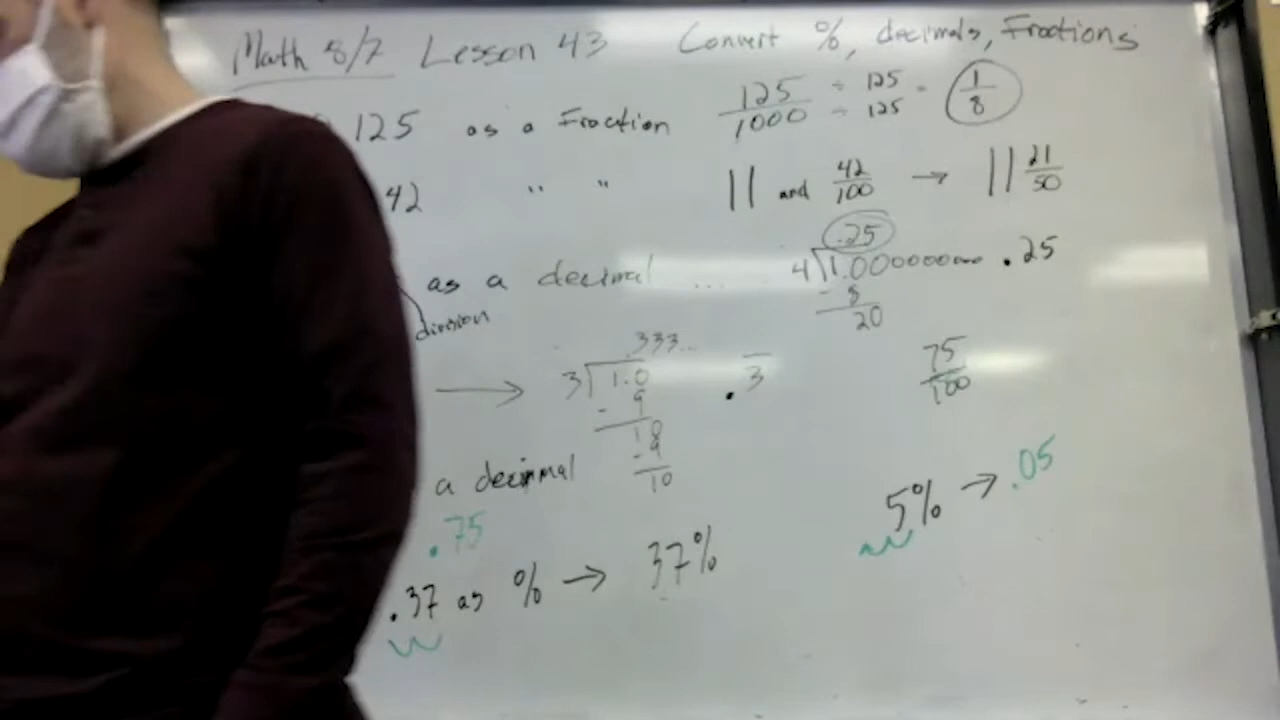 Math 8/7 Lesson 43 Convert %, decimals, Fractions
125 as a Fraction 125/1000 ÷ 125/÷ 125 = 1/8
42 " " 11 and 42/100 → 11 21/50
as a decimal ... .25 4)1.00000000 .25
- 8
20
division
.333...
→ 3)1.0 .3̅ 75/100
- 9
10
- 9
10
a decimal
.75
5% → .05
.37 as % → 37%